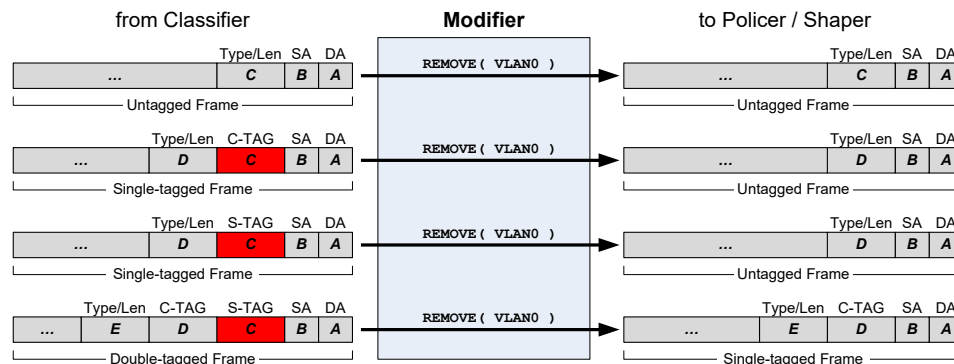 from Classifier Modifier to Policer / Shaper
Type/Len SA DA Type/Len SA DA
... C B A REMOVE( VLAN0 ) ... C B A
Untagged Frame Untagged Frame
Type/Len C-TAG SA DA Type/Len SA DA
... D C B A REMOVE( VLAN0 ) ... D B A
Single-tagged Frame Untagged Frame
Type/Len S-TAG SA DA Type/Len SA DA
... D C B A REMOVE( VLAN0 ) ... D B A
Single-tagged Frame Untagged Frame
Type/Len C-TAG S-TAG SA DA Type/Len C-TAG SA DA
... E D C B A REMOVE( VLAN0 ) ... E D B A
Double-tagged Frame Single-tagged Frame